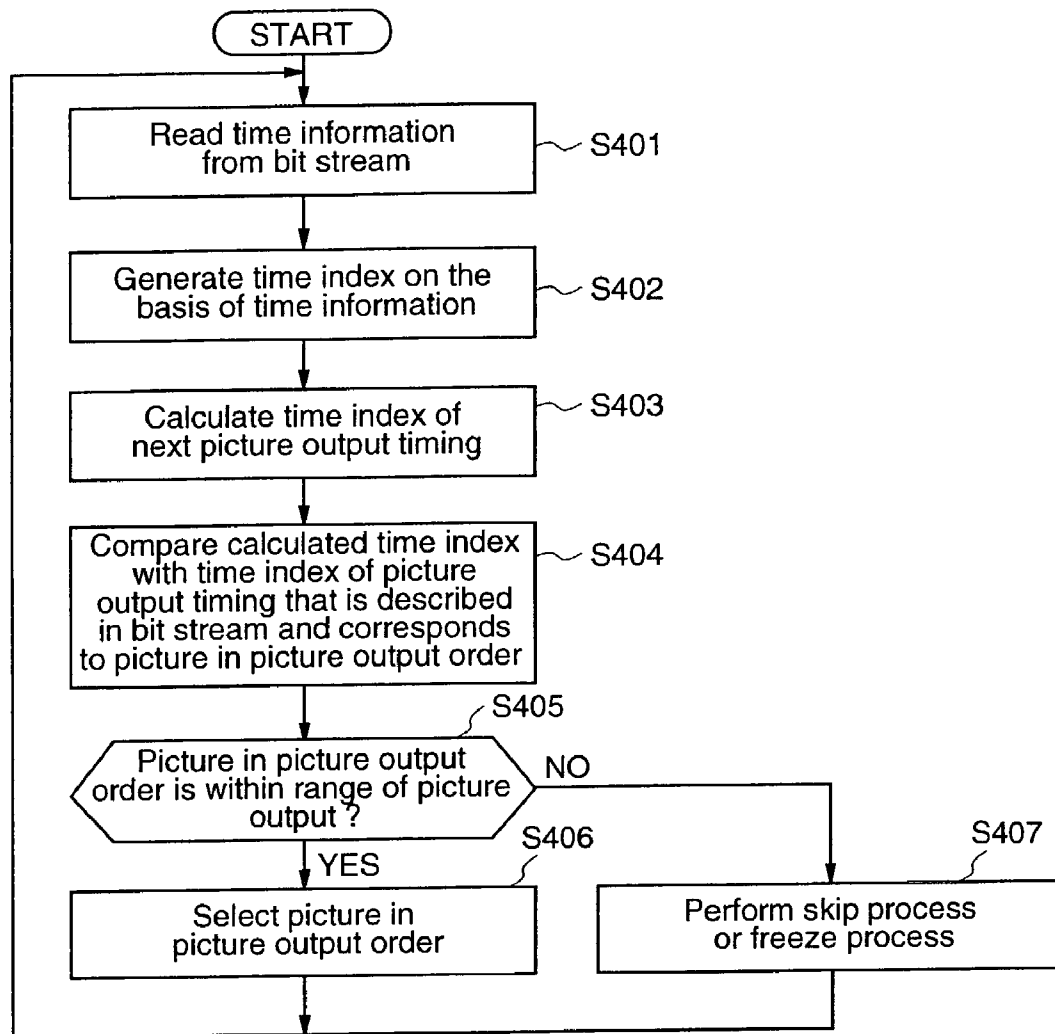 START
Read time information
from bit stream
S401
Generate time index on the
basis of time information
S402
Calculate time index of
next picture output timing
S403
Compare calculated time index
with time index of picture
output timing that is described
in bit stream and corresponds
to picture in picture output order
S404
S405
Picture in picture output
order is within range of picture
output ?
NO
YES
S406
Select picture in
picture output order
S407
Perform skip process
or freeze process